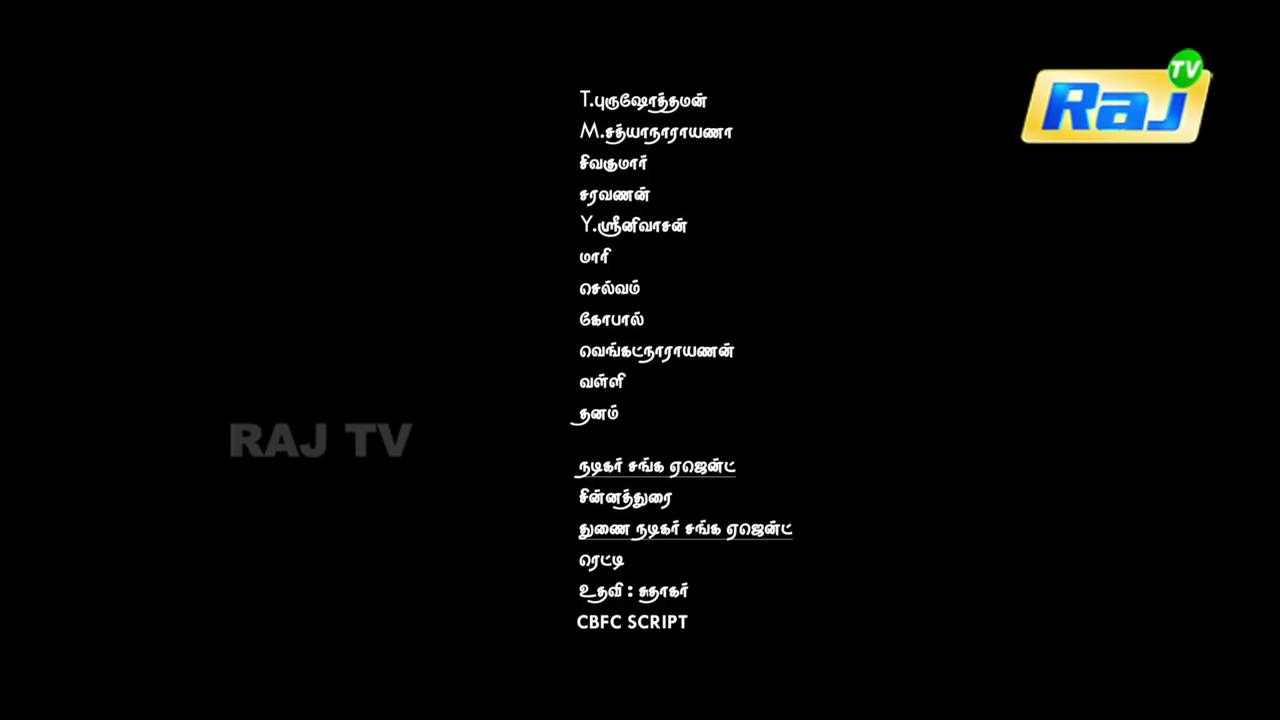 TV
Raj
T.புருஷோத்தமன்
M.சத்யாநாராயணா
சிவகுமார்
சரவணன்
Y.ஸ்ரீனிவாசன்
மாரி
செல்வம்
கோபால்
வெங்கட்நாராயணன்
வள்ளி
தனம்
RAJ TV
நடிகர் சங்க ஏஜென்ட்
சின்னத்துரை
துணை நடிகர் சங்க ஏஜென்ட்
ரெட்டி
உதவி : சுதாகர்
CBFC SCRIPT